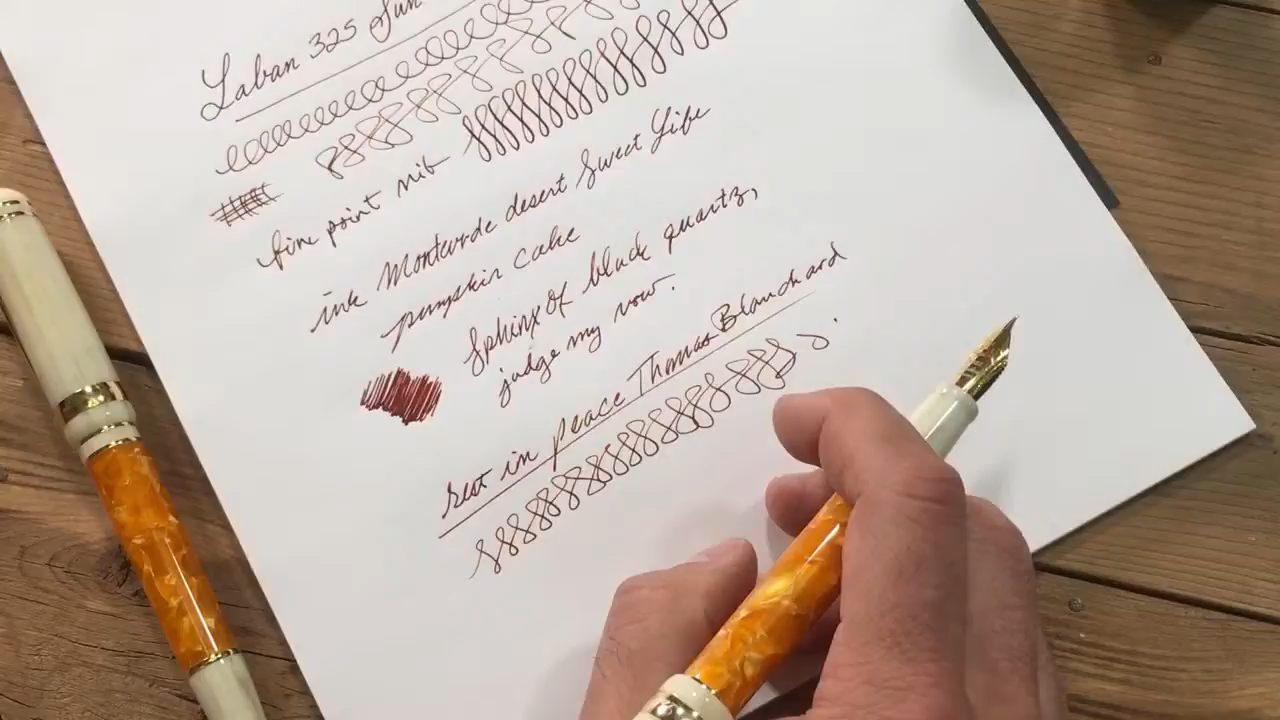 Laban 325 Sun
fine point nib
ink Monteverde desert Sweet Life
pumpkin cake
Sphinx of black quartz,
judge my vow.
rest in peace Thomas Blanchard